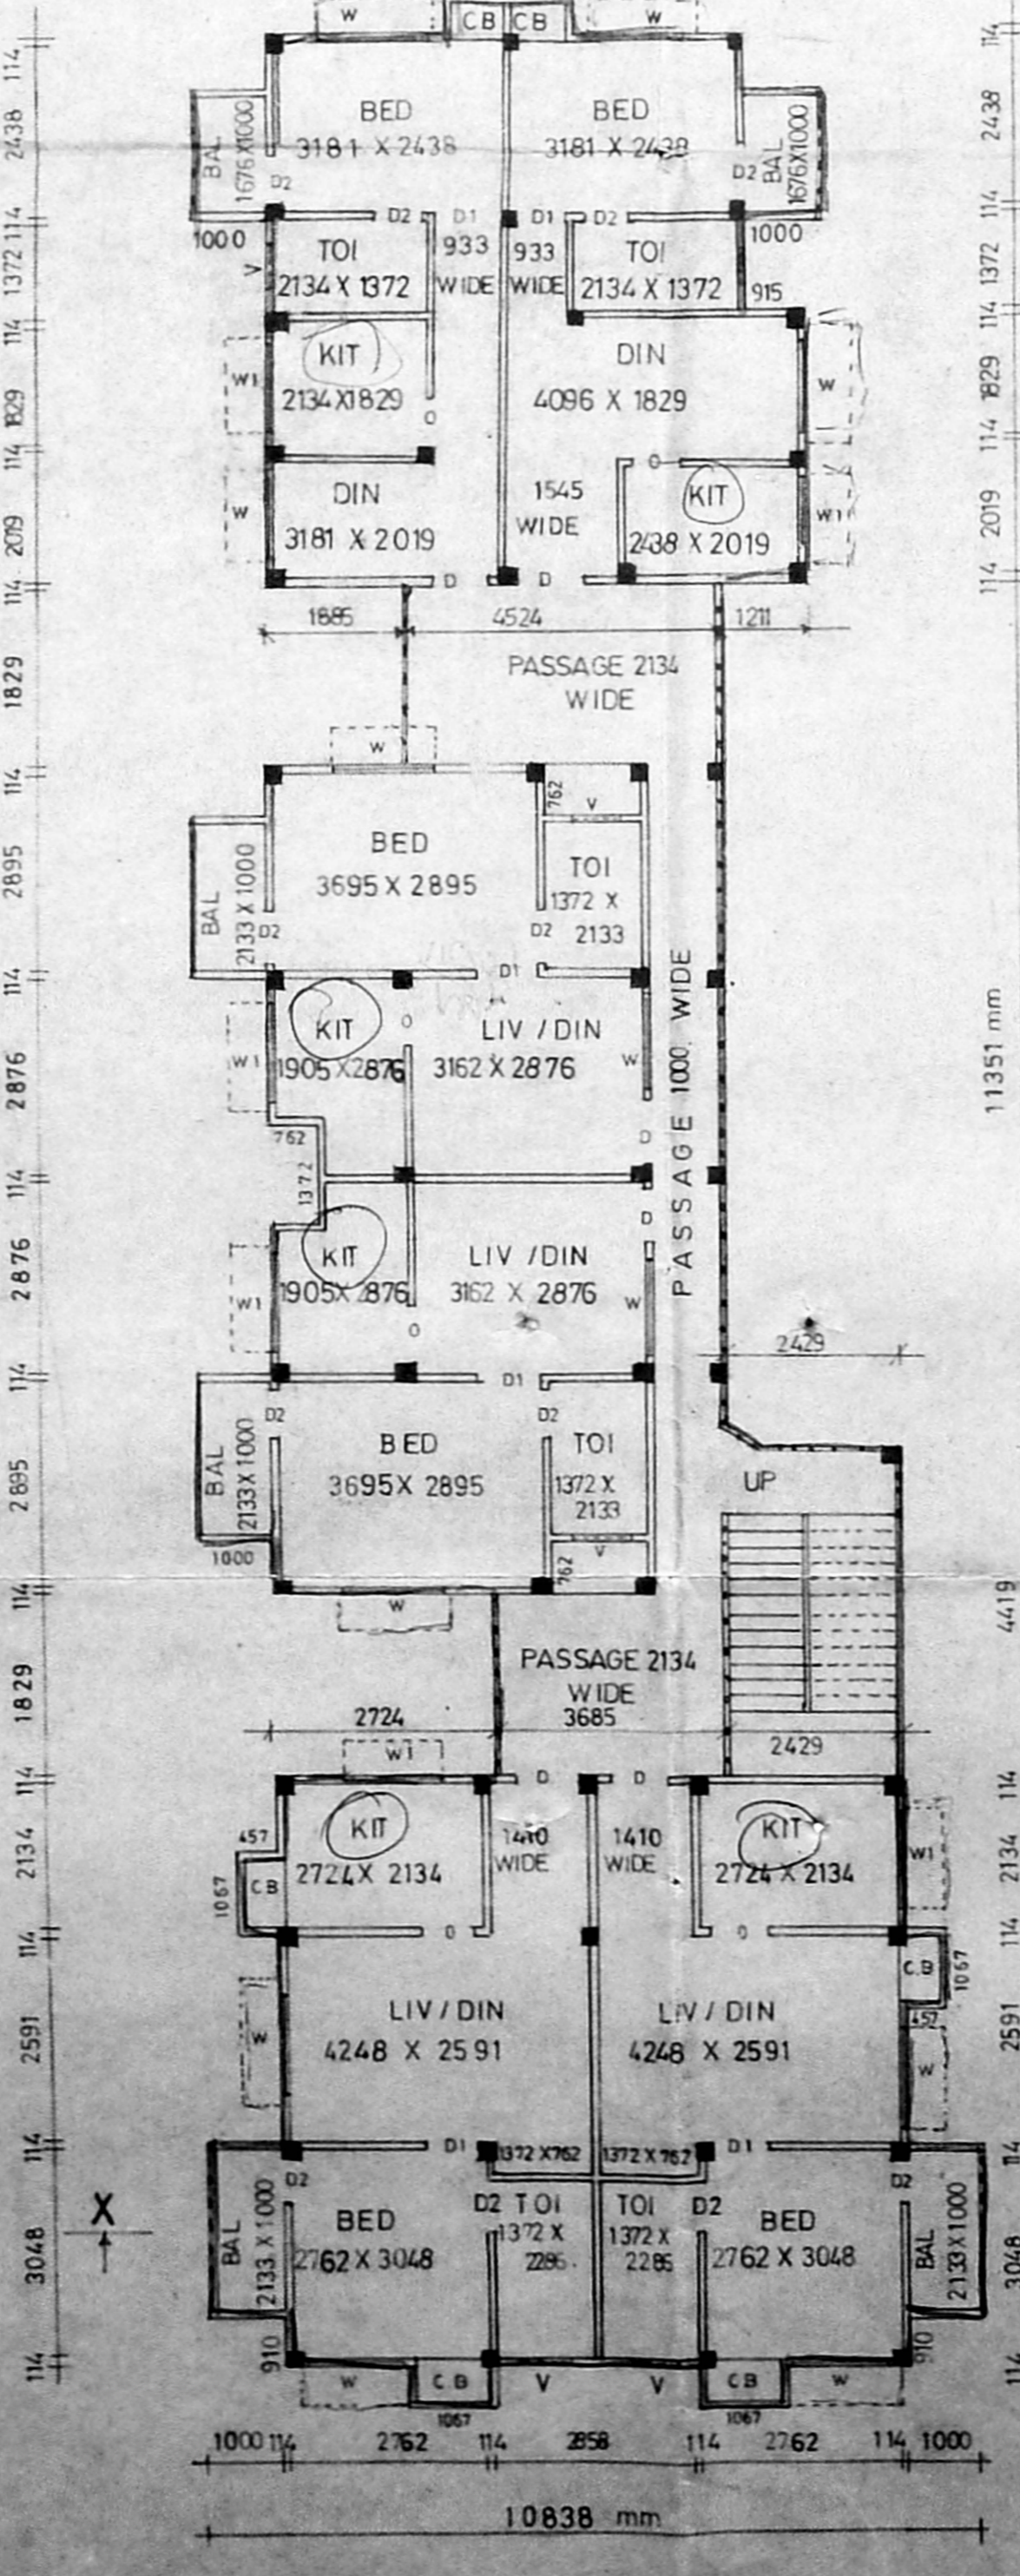 W CB CB W
114 114
BED BED
2438 3181 X 2438 3181 X 2438 2438
BAL 1676X1000 BAL 1676X1000
D2 D2
114 D2 D1 D1 D2 114
1000 TOI 933 933 TOI 1000
1372 V 2134 X 1372 WIDE WIDE 2134 X 1372 915 1372
114 114
KIT DIN
1829 W1 2134X1829 4096 X 1829 W 1829
O
114 O 114
DIN 1545 KIT
2019 W 3181 X 2019 WIDE 2438 X 2019 W1 2019
114 D D 114
1885 4524 1211
1829 PASSAGE 2134
WIDE
W
114
762 V
BED TOI
2895 3695 X 2895 1372 X
BAL 2133 X 1000 D2 D2 2133
114 D1
PASSAGE 1000 WIDE
11351 mm
KIT O LIV / DIN
2876 W1 1905 X2876 3162 X 2876 W
762 D
1372
114
D
KIT LIV /DIN
2876 W1 1905X 2876 3162 X 2876 W
O 2429
114 D1
D2 D2
BED TOI UP
2895 BAL 2133 X 1000 3695X 2895 1372 X
2133
1000 V
762
114 W 4419
PASSAGE 2134
1829 WIDE
2724 3685
W1 2429
114 D D 114
457 KIT 1410 1410 KIT
2134 1067 CB 2724 X 2134 WIDE WIDE 2724 X 2134 W1 2134
114 O O 114
C.B 1067
457
LIV / DIN LIV / DIN
2591 W 4248 X 2591 4248 X 2591 W 2591
114 D1 1372 X762 1372 X 762 D1 114
D2 D2
X BED D2 TOI TOI D2 BED
3048 BAL 2133 X 1000 2762 X 3048 1372 X 1372 X 2762 X 3048 BAL 2133X1000 3048
2286 2286
910 910
114 W CB V V CB W 114
1067 1067
1000 114 2762 114 2858 114 2762 114 1000
10838 mm